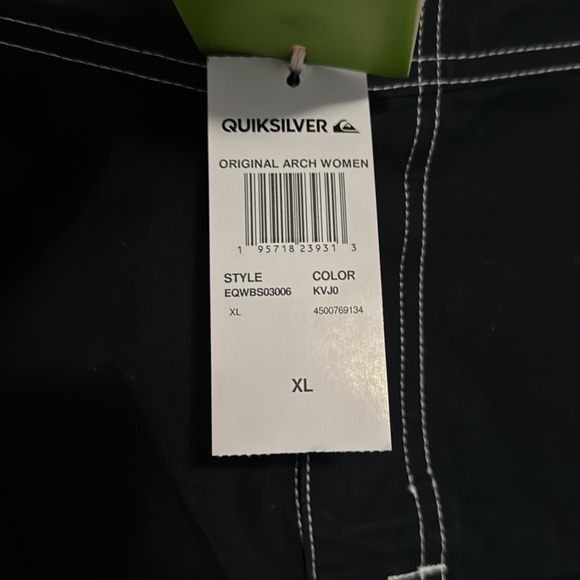 QUIKSILVER
ORIGINAL ARCH WOMEN
1 95718 23931 3
STYLE COLOR
EQWBS03006 KVJ0
XL 4500769134
XL